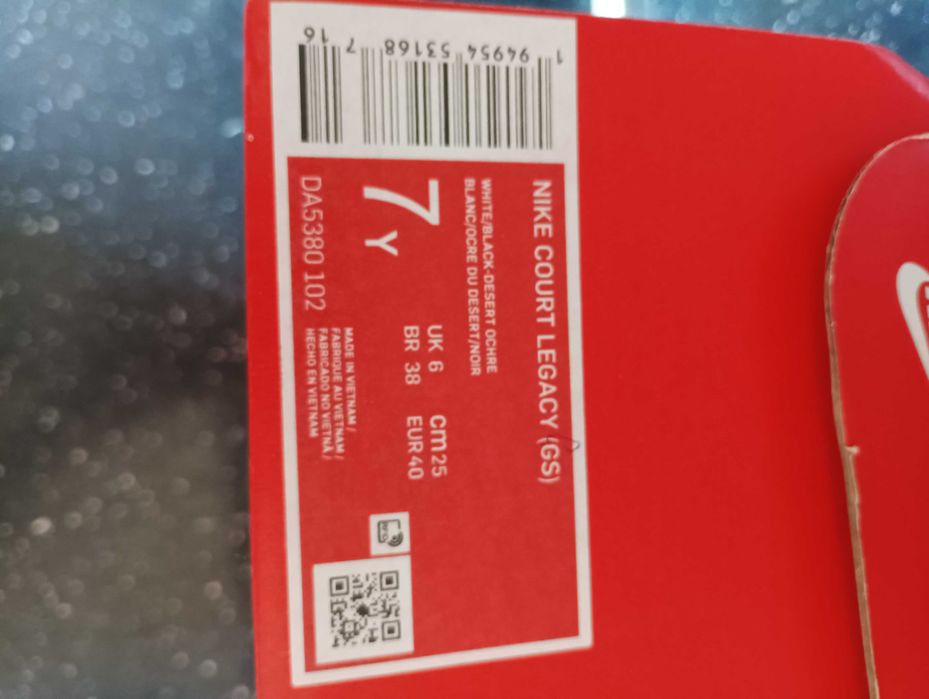 NIKE COURT LEGACY (GS)
WHITE/BLACK-DESERT OCHRE
BLANC/OCRE DU DESERT/NOIR
7Y
UK 6 cm 25
BR 38 EUR 40
MADE IN VIETNAM /
FABRIQUE AU VIETNAM /
FABRICADO NO VIETNÃ /
HECHO EN VIETNAM
DA5380 102
1 94954 53168 7 16